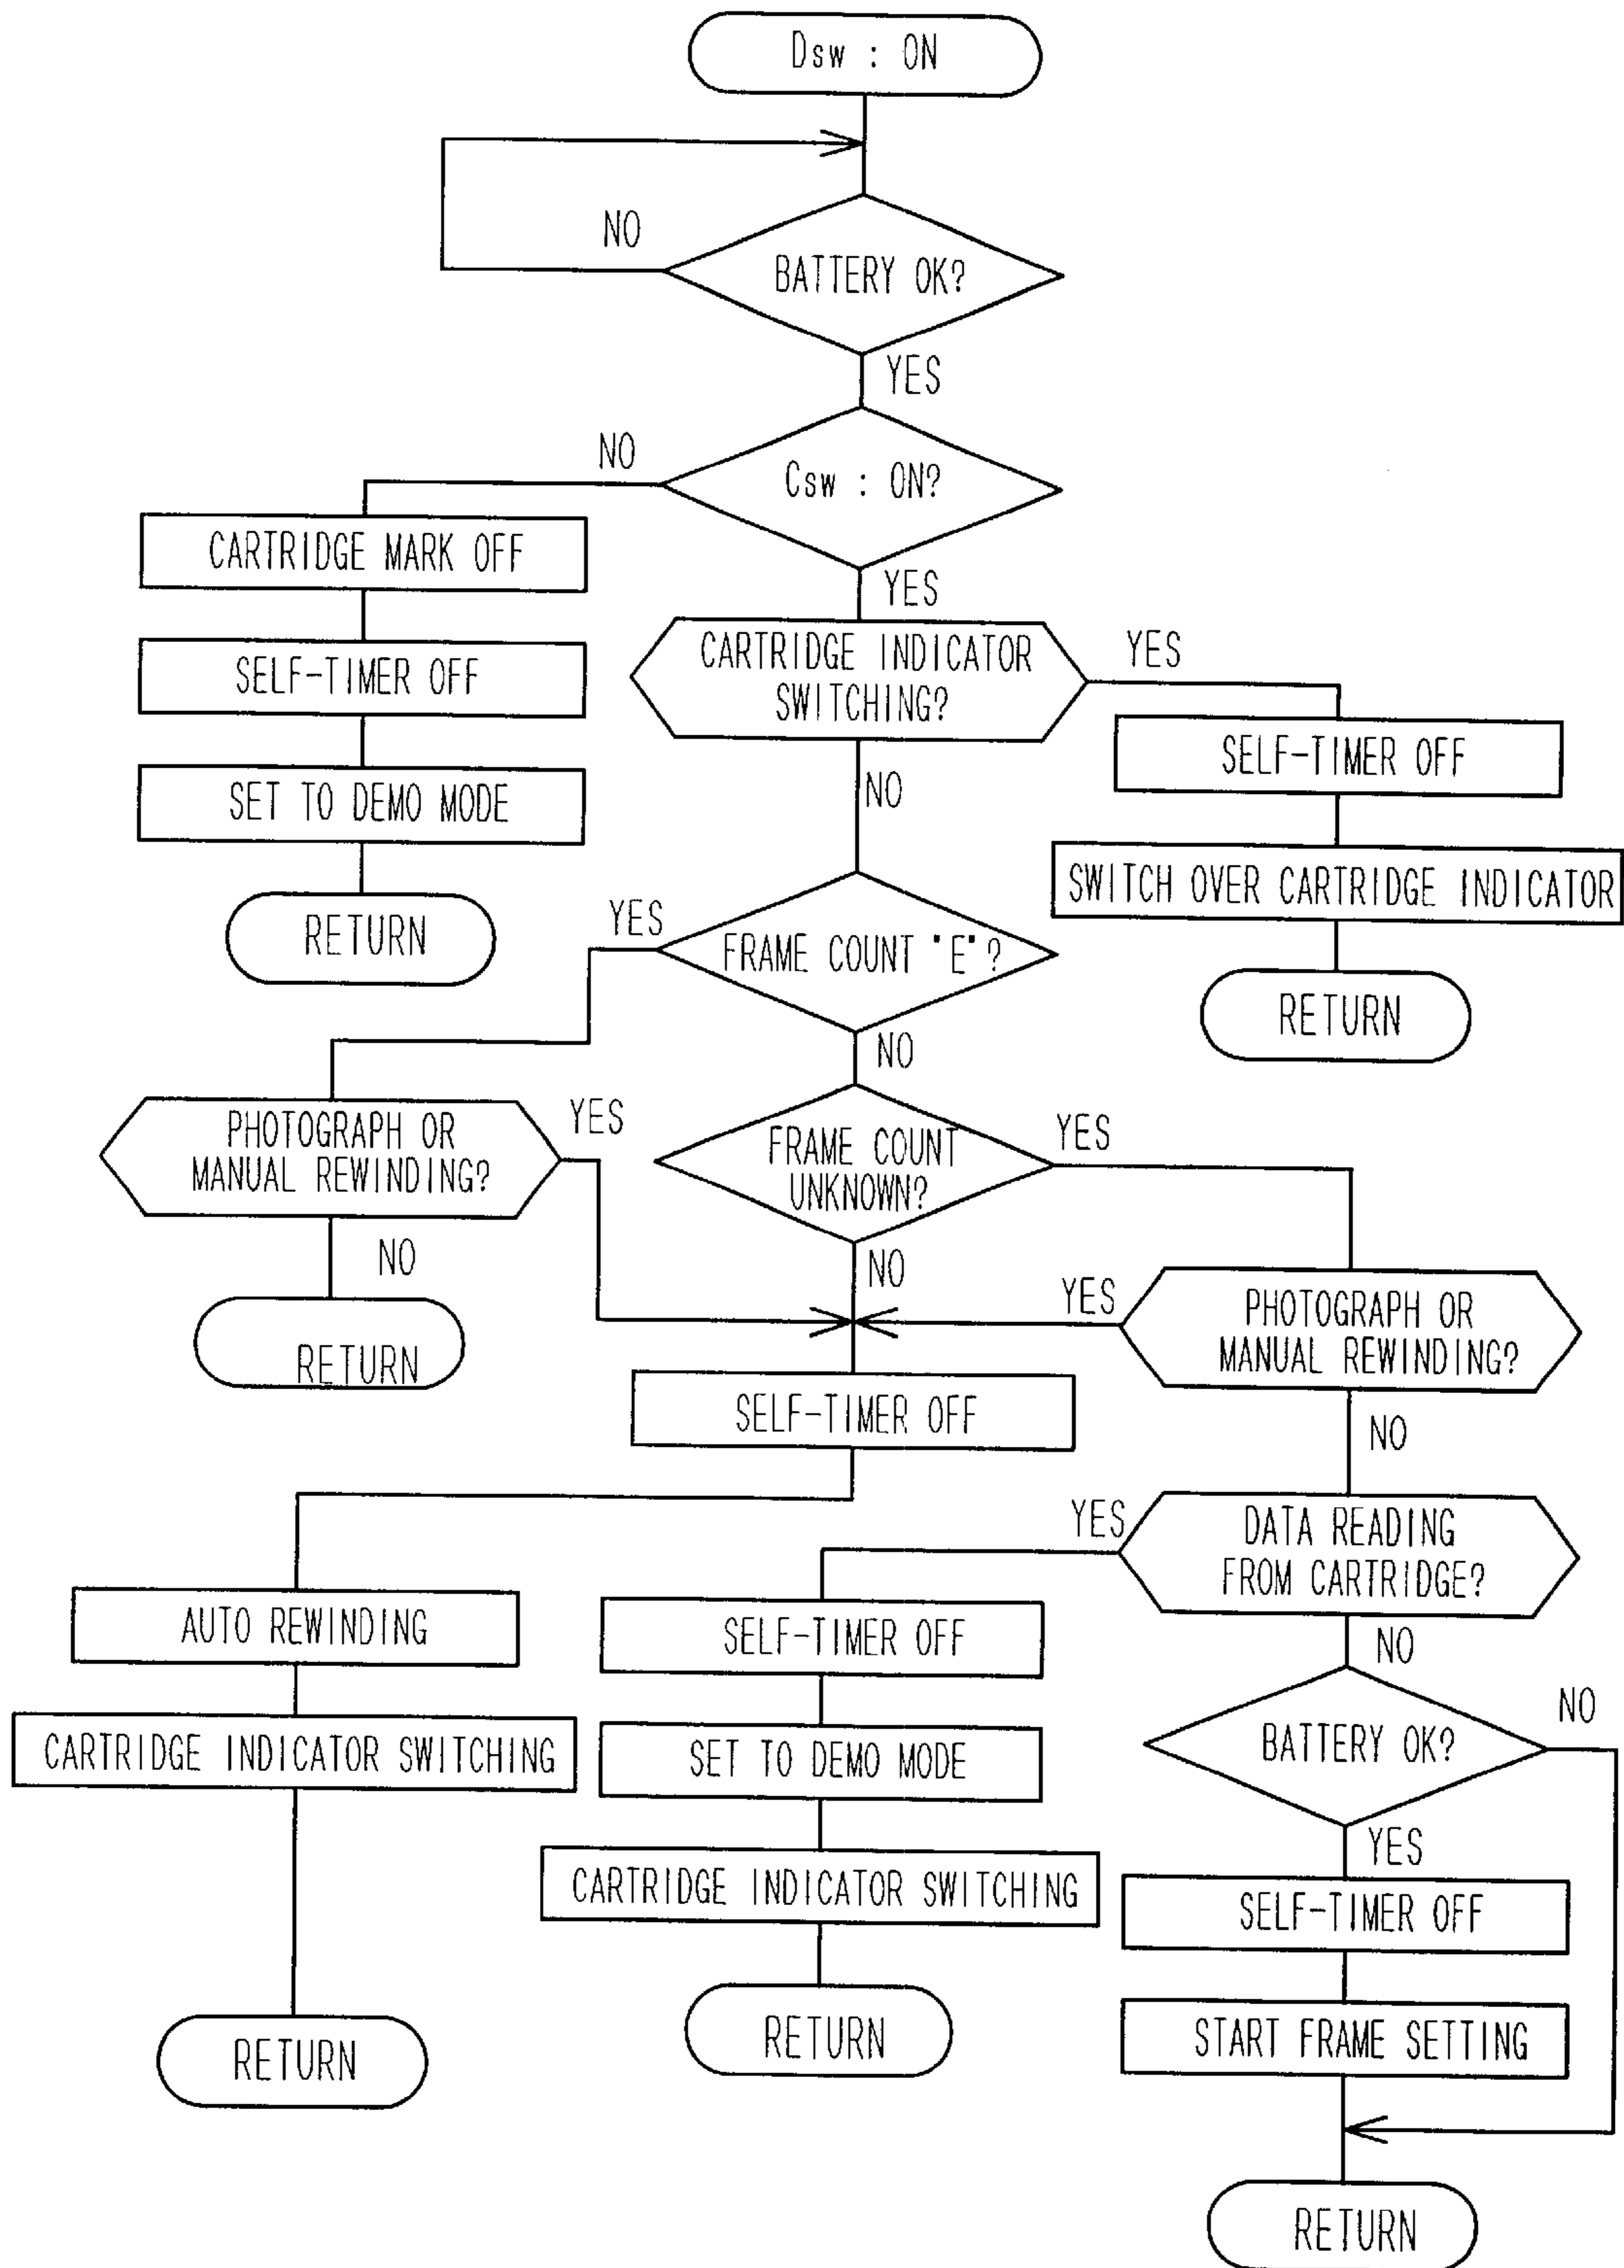 Dsw : ON
NO
BATTERY OK?
YES
NO
Csw : ON?
YES
CARTRIDGE MARK OFF
SELF-TIMER OFF
SET TO DEMO MODE
RETURN
CARTRIDGE INDICATOR
SWITCHING?
YES
NO
SELF-TIMER OFF
SWITCH OVER CARTRIDGE INDICATOR
RETURN
YES
FRAME COUNT "E"?
NO
PHOTOGRAPH OR
MANUAL REWINDING?
YES
NO
RETURN
FRAME COUNT
UNKNOWN?
YES
NO
YES
PHOTOGRAPH OR
MANUAL REWINDING?
NO
SELF-TIMER OFF
AUTO REWINDING
CARTRIDGE INDICATOR SWITCHING
RETURN
YES
DATA READING
FROM CARTRIDGE?
NO
SELF-TIMER OFF
SET TO DEMO MODE
CARTRIDGE INDICATOR SWITCHING
RETURN
BATTERY OK?
NO
YES
SELF-TIMER OFF
START FRAME SETTING
RETURN